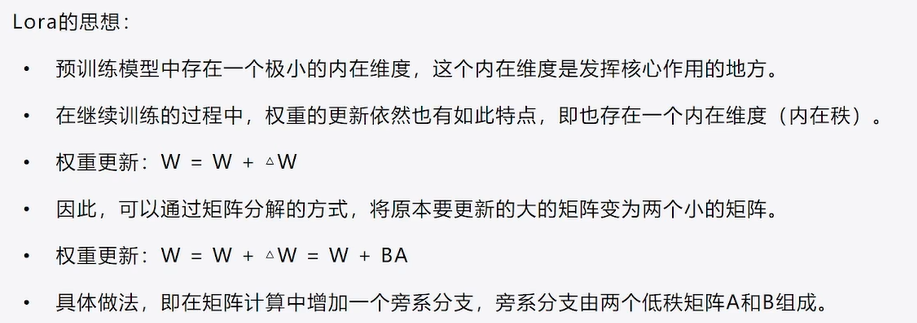 Lora的思想：
• 预训练模型中存在一个极小的内在维度，这个内在维度是发挥核心作用的地方。
• 在继续训练的过程中，权重的更新依然也有如此特点，即也存在一个内在维度（内在秩）。
• 权重更新：W = W + △W
• 因此，可以通过矩阵分解的方式，将原本要更新的大的矩阵变为两个小的矩阵。
• 权重更新：W = W + △W = W + BA
• 具体做法，即在矩阵计算中增加一个旁系分支，旁系分支由两个低秩矩阵A和B组成。